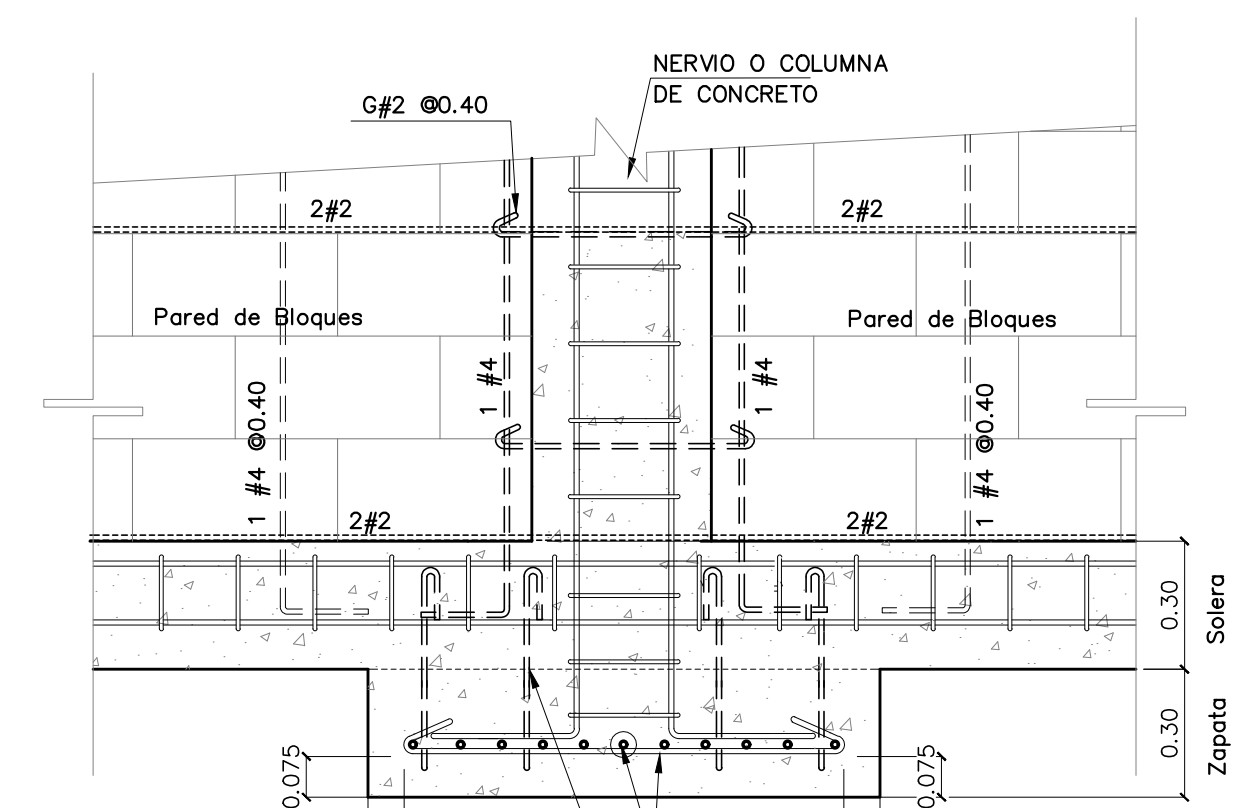 NERVIO O COLUMNA
DE CONCRETO
G#2 @0.40
2#2
2#2
Pared de Bloques
Pared de Bloques
1 #4
1 #4
1 #4 @0.40
1 #4 @0.40
2#2
2#2
0.30
Solera
0.30
Zapata
0.075
0.075